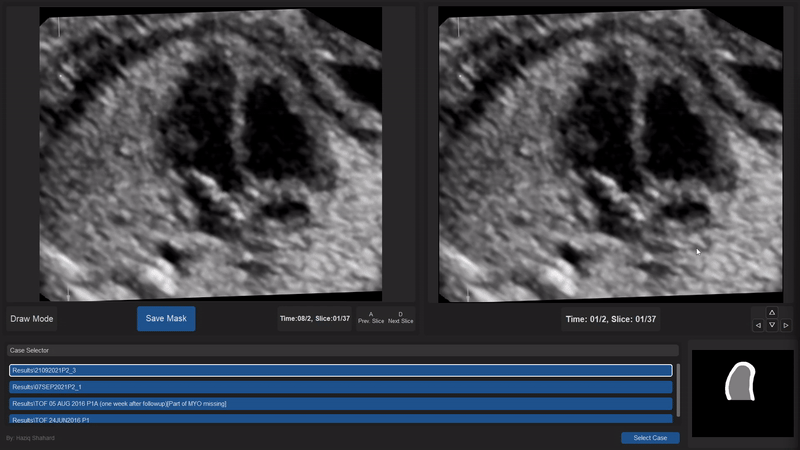 Draw Mode
Save Mask
Time:08/2, Slice:01/37
A
Prev. Slice
D
Next Slice
Time: 01/2, Slice: 01/37
Case Selector
Results\21092021P2_3
Results\07SEP2021P2_1
Results\TOF 05 AUG 2016 P1A (one week after followup)[Part of MYO missing]
Results\TOF 24JUN2016 P1
By: Haziq Shahard
Select Case